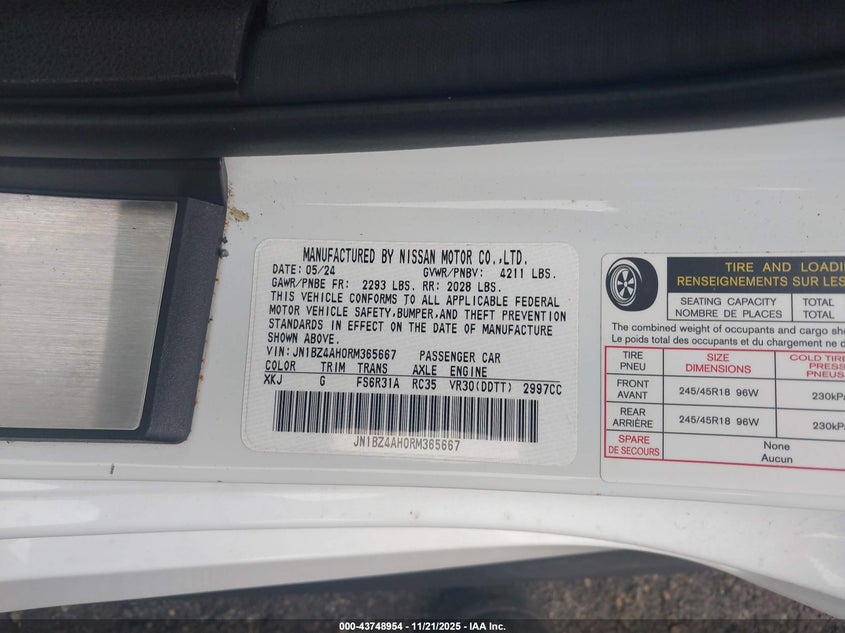 MANUFACTURED BY NISSAN MOTOR CO.,LTD.
DATE: 05/24 GVWR/PNBV: 4211 LBS.
GAWR/PNBE FR: 2293 LBS. RR: 2028 LBS.
THIS VEHICLE CONFORMS TO ALL APPLICABLE FEDERAL
MOTOR VEHICLE SAFETY,BUMPER,AND THEFT PREVENTION
STANDARDS IN EFFECT ON THE DATE OF MANUFACTURE
SHOWN ABOVE.
VIN: JN1BZ4AH0RM365667 PASSENGER CAR
COLOR TRIM TRANS AXLE ENGINE
XKJ G FS6R31A RC35 VR30(DDTT) 2997CC
JN1BZ4AH0RM365667
TIRE AND LOADI
RENSEIGNEMENTS SUR LES
SEATING CAPACITY TOTAL
NOMBRE DE PLACES TOTAL
The combined weight of occupants and cargo sho
Le poids total des occupants et du chargement ne d
TIRE SIZE COLD TIR
PNEU DIMENSIONS PRESS
PNEUS
FRONT 245/45R18 96W 230kP
AVANT
REAR 245/45R18 96W 230kP
ARRIÈRE
SPARE None
DE SECOURS Aucun
000-43748954 - 11/21/2025 - IAA Inc.